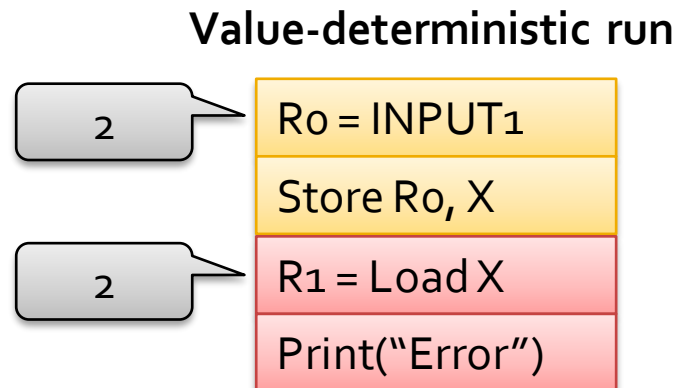 Value-deterministic run
2
R0 = INPUT1
Store R0, X
2
R1 = Load X
Print(“Error”)